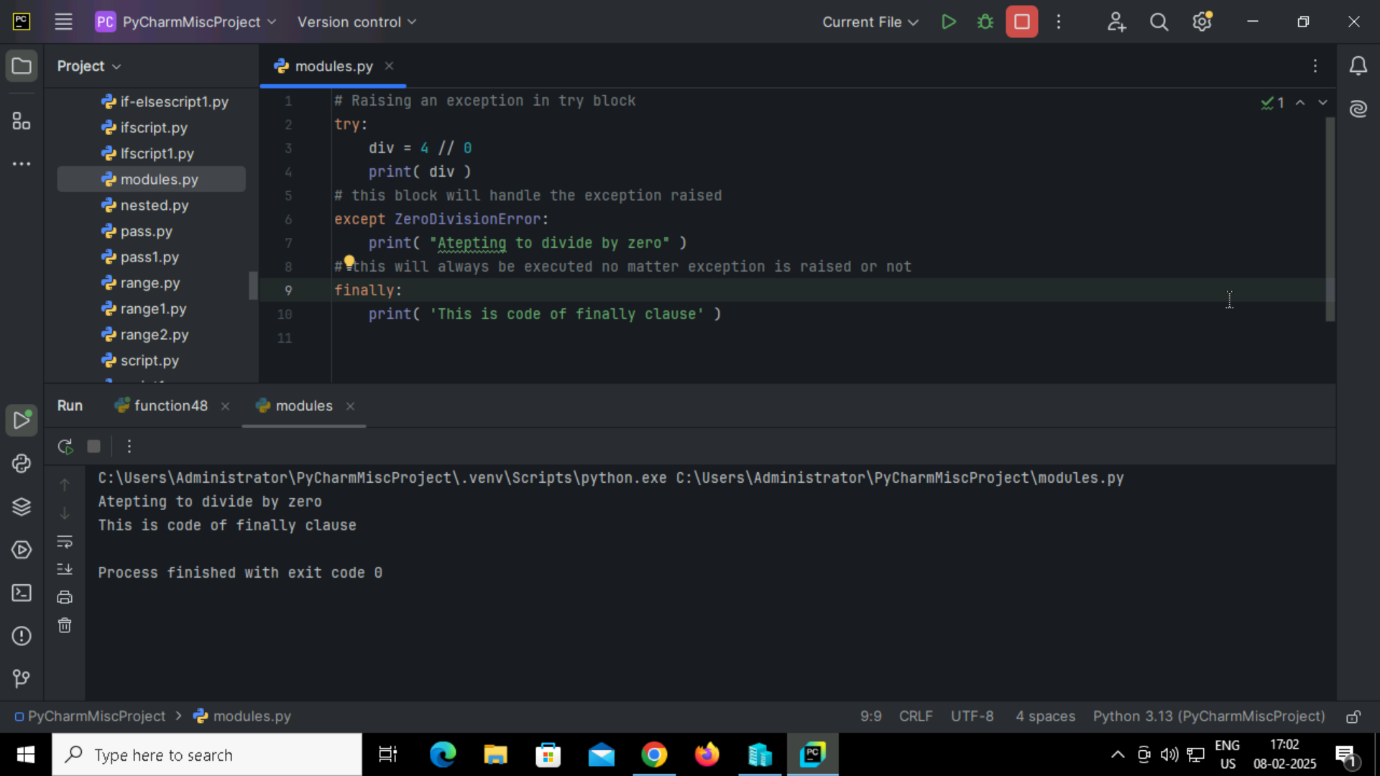 PC PyCharmMiscProject Version control Current File
Project
modules.py
if-elsescript1.py
ifscript.py
Ifscript1.py
modules.py
nested.py
pass.py
pass1.py
range.py
range1.py
range2.py
script.py
1 # Raising an exception in try block
2 try:
3 div = 4 // 0
4 print( div )
5 # this block will handle the exception raised
6 except ZeroDivisionError:
7 print( "Atepting to divide by zero" )
8 # this will always be executed no matter exception is raised or not
9 finally:
10 print( 'This is code of finally clause' )
11
1
Run function48 modules
C:\Users\Administrator\PyCharmMiscProject\.venv\Scripts\python.exe C:\Users\Administrator\PyCharmMiscProject\modules.py
Atepting to divide by zero
This is code of finally clause
Process finished with exit code 0
PyCharmMiscProject > modules.py 9:9 CRLF UTF-8 4 spaces Python 3.13 (PyCharmMiscProject)
Type here to search
PC
ENG
US
17:02
08-02-2025
1